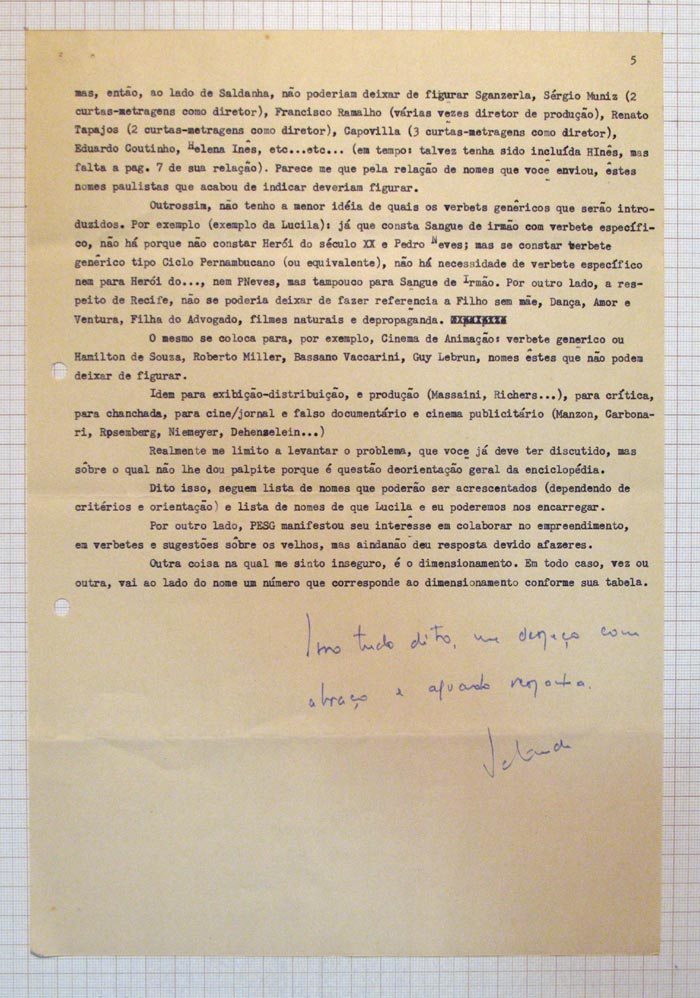 5
mas, então, ao lado de Saldanha, não poderiam deixar de figurar Sganzerla, Sérgio Muniz (2
curtas-metragens como diretor), Francisco Ramalho (várias vezes diretor de produção), Renato
Tapajos (2 curtas-metragens como diretor), Capovilla (3 curtas-metragens como diretor),
Eduardo Coutinho, Helena Inês, etc...etc... (em tempo: talvez tenha sido incluída HInês, mas
falta a pag. 7 de sua relação). Parece me que pela relação de nomes que você enviou, êstes
nomes paulistas que acabou de indicar deveriam figurar.
Outrossim, não tenho a menor idéia de quais os verbets genéricos que serão intro-
duzidos. Por exemplo (exemplo da Lucila): já que consta Sangue de irmão com verbete específi-
co, não há porque não constar Herói do século XX e Pedro Neves; mas se constar verbete
genérico tipo Ciclo Pernambucano (ou equivalente), não há necessidade de verbete específico
nem para Herói do..., nem PNeves, mas tampouco para Sangue de Irmão. Por outro lado, a res-
peito de Recife, não se poderia deixar de fazer referencia a Filho sem mãe, Dança, Amor e
Ventura, Filha do Advogado, filmes naturais e depropaganda.
O mesmo se coloca para, por exemplo, Cinema de Animação: verbete generico ou
Hamilton de Souza, Roberto Miller, Bassano Vaccarini, Guy Lebrun, nomes êstes que não podem
deixar de figurar.
Idem para exibição-distribuição, e produção (Massaini, Richers...), para crítica,
para chanchada, para cine/jornal e falso documentário e cinema publicitário (Manzon, Carbona-
ri, Rosemberg, Niemeyer, Dehenzelein...)
Realmente me limito a levantar o problema, que você já deve ter discutido, mas
sôbre o qual não lhe dou palpite porque é questão deorientação geral da enciclopédia.
Dito isso, seguem lista de nomes que poderão ser acrescentados (dependendo de
critérios e orientação) e lista de nomes de que Lucila e eu poderemos nos encarregar.
Por outro lado, PESG manifestou seu interêsse em colaborar no empreendimento,
em verbetes e sugestões sôbre os velhos, mas aindanão deu resposta devido afazeres.
Outra coisa na qual me sinto inseguro, é o dimensionamento. Em todo caso, vez ou
outra, vai ao lado do nome um número que corresponde ao dimensionamento conforme sua tabela.
Isso tudo dito, me despeço com
abraço e aguardo resposta.